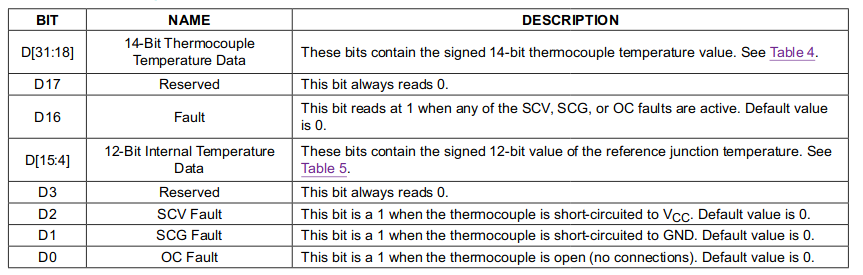 BIT NAME DESCRIPTION
D[31:18] 14-Bit Thermocouple
Temperature Data These bits contain the signed 14-bit thermocouple temperature value. See Table 4.
D17 Reserved This bit always reads 0.
D16 Fault This bit reads at 1 when any of the SCV, SCG, or OC faults are active. Default value
is 0.
D[15:4] 12-Bit Internal Temperature
Data These bits contain the signed 12-bit value of the reference junction temperature. See
Table 5.
D3 Reserved This bit always reads 0.
D2 SCV Fault This bit is a 1 when the thermocouple is short-circuited to VCC. Default value is 0.
D1 SCG Fault This bit is a 1 when the thermocouple is short-circuited to GND. Default value is 0.
D0 OC Fault This bit is a 1 when the thermocouple is open (no connections). Default value is 0.